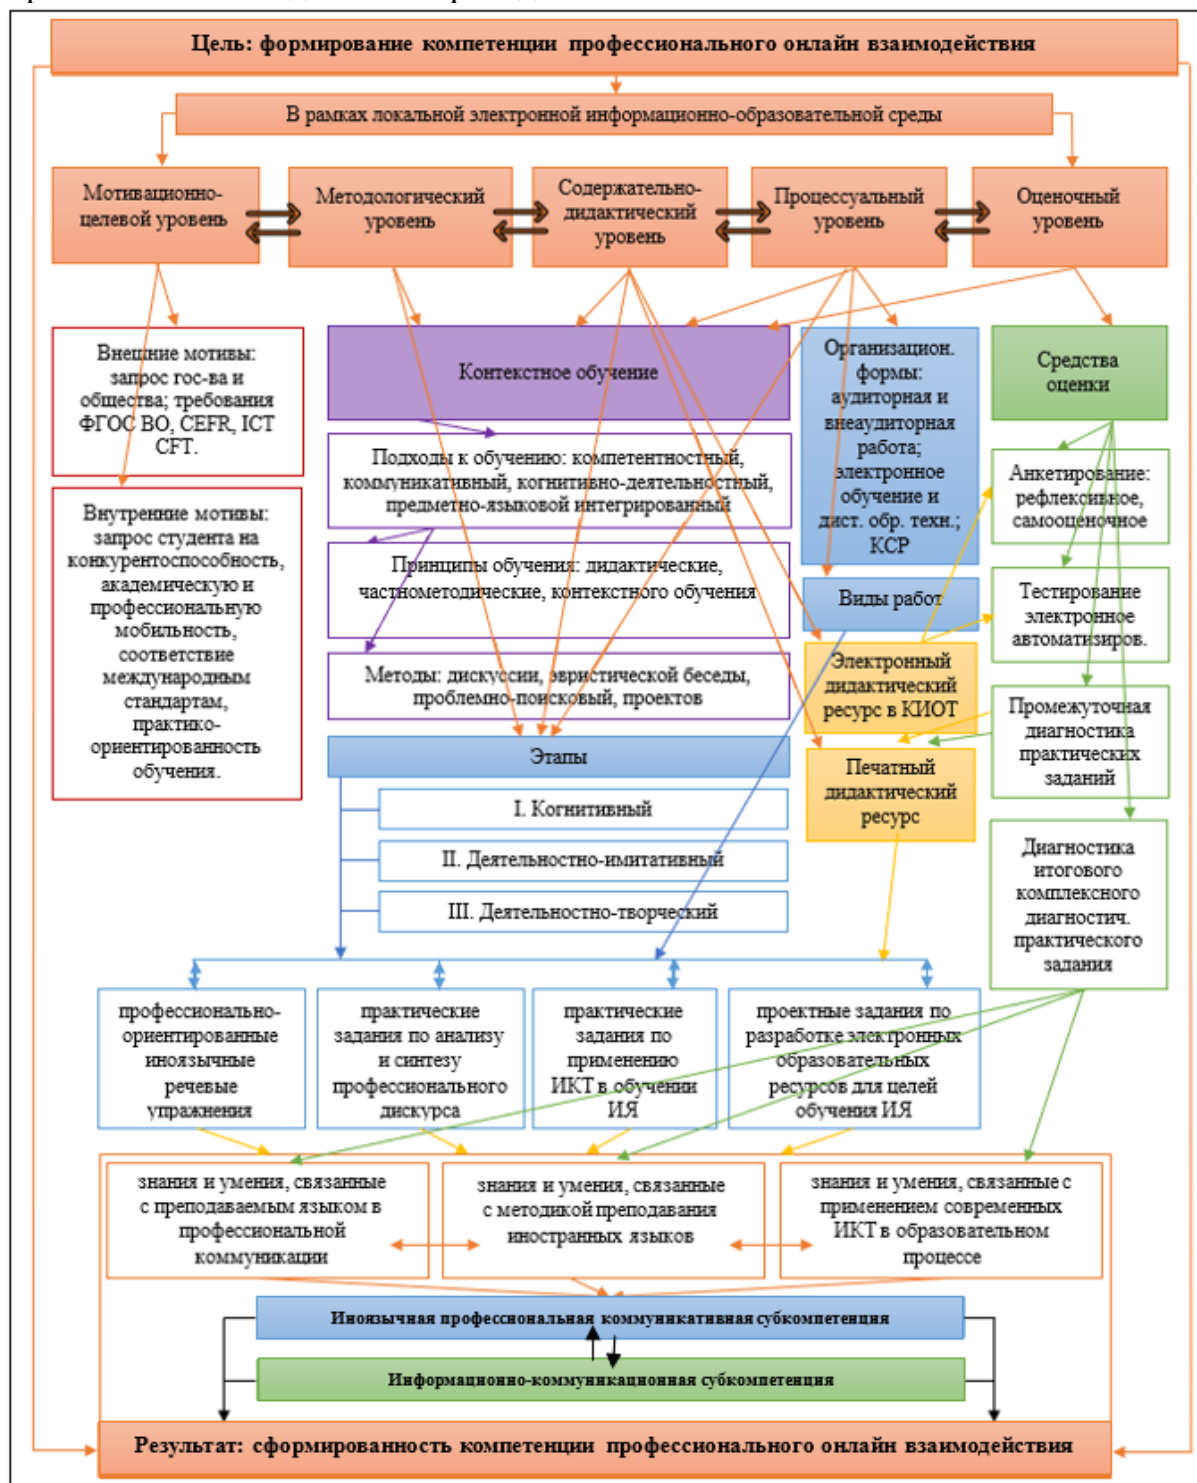 Цель: формирование компетенции профессионального онлайн взаимодействия
В рамках локальной электронной информационно-образовательной среды
Мотивационно-
целевой уровень
Методологический
уровень
Содержательно-
дидактический
уровень
Процессуальный
уровень
Оценочный
уровень
Внешние мотивы:
запрос гос-ва и
общества; требования
ФГОС ВО, CEFR, ICT
CFT.
Внутренние мотивы:
запрос студента на
конкурентоспособность,
академическую и
профессиональную
мобильность,
соответствие
международным
стандартам,
практико-
ориентированность
обучения.
Контекстное обучение
Подходы к обучению: компетентностный,
коммуникативный, когнитивно-деятельностный,
предметно-языковой интегрированный
Принципы обучения: дидактические,
частнометодические, контекстного обучения
Методы: дискуссии, эвристической беседы,
проблемно-поисковый, проектов
Этапы
I. Когнитивный
II. Деятельностно-имитативный
III. Деятельностно-творческий
Организацион.
формы:
аудиторная и
внеаудиторная
работа;
электронное
обучение и
дист. обр. техн.;
КСР
Виды работ
Электронный
дидактический
ресурс в КИОТ
Печатный
дидактический
ресурс
Средства
оценки
Анкетирование:
рефлексивное,
самооценочное
Тестирование
электронное
автоматизиров.
Промежуточная
диагностика
практических
заданий
Диагностика
итогового
комплексного
диагностич.
практического
задания
профессионально-
ориентированные
иноязычные
речевые
упражнения
практические
задания по анализу
и синтезу
профессионального
дискурса
практические
задания по
применению
ИКТ в обучении
ИЯ
проектные задания по
разработке электронных
образовательных
ресурсов для целей
обучения ИЯ
знания и умения, связанные
с преподаваемым языком в
профессиональной
коммуникации
знания и умения, связанные
с методикой преподавания
иностранных языков
знания и умения, связанные с
применением современных
ИКТ в образовательном
процессе
Иноязычная профессиональная коммуникативная субкомпетенция
Информационно-коммуникационная субкомпетенция
Результат: сформированность компетенции профессионального онлайн взаимодействия